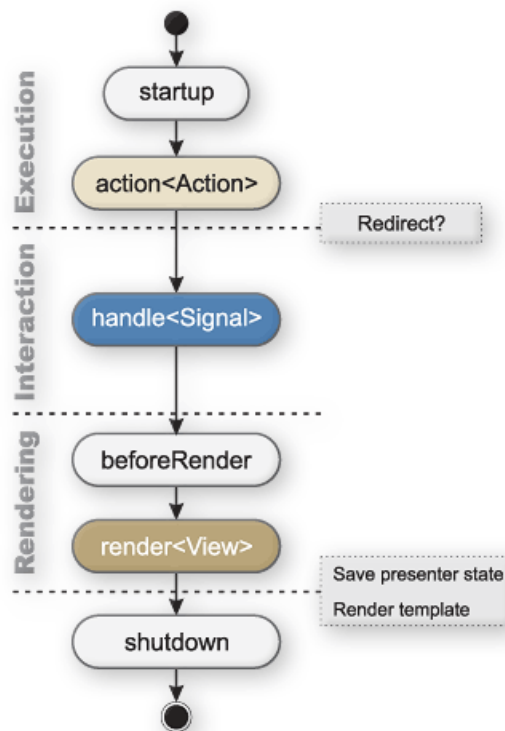 startup
Execution
action<Action>
Redirect?
Interaction
handle<Signal>
Rendering
beforeRender
render<View>
Save presenter state
Render template
shutdown